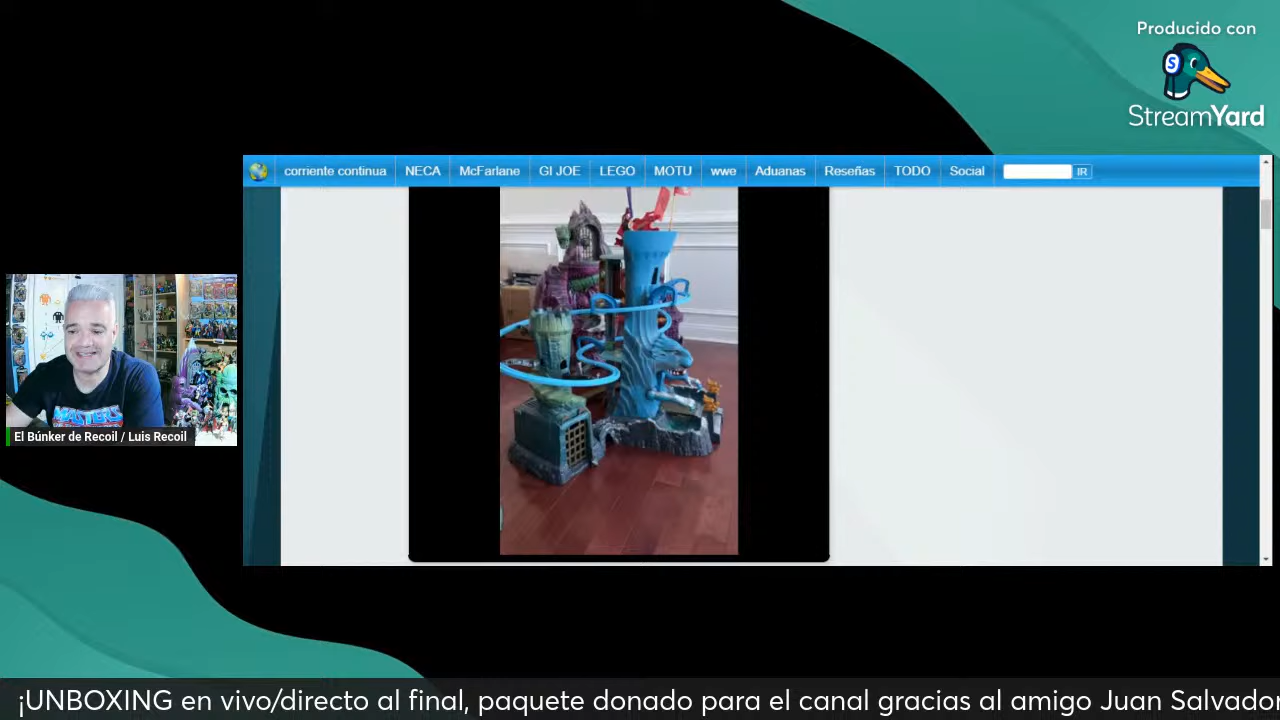 Producido con
StreamYard
corriente continua NECA McFarlane GI JOE LEGO MOTU wwe Aduanas Reseñas TODO Social IR
MASTERS
El Búnker de Recoil / Luis Recoil
¡UNBOXING en vivo/directo al final, paquete donado para el canal gracias al amigo Juan Salvador